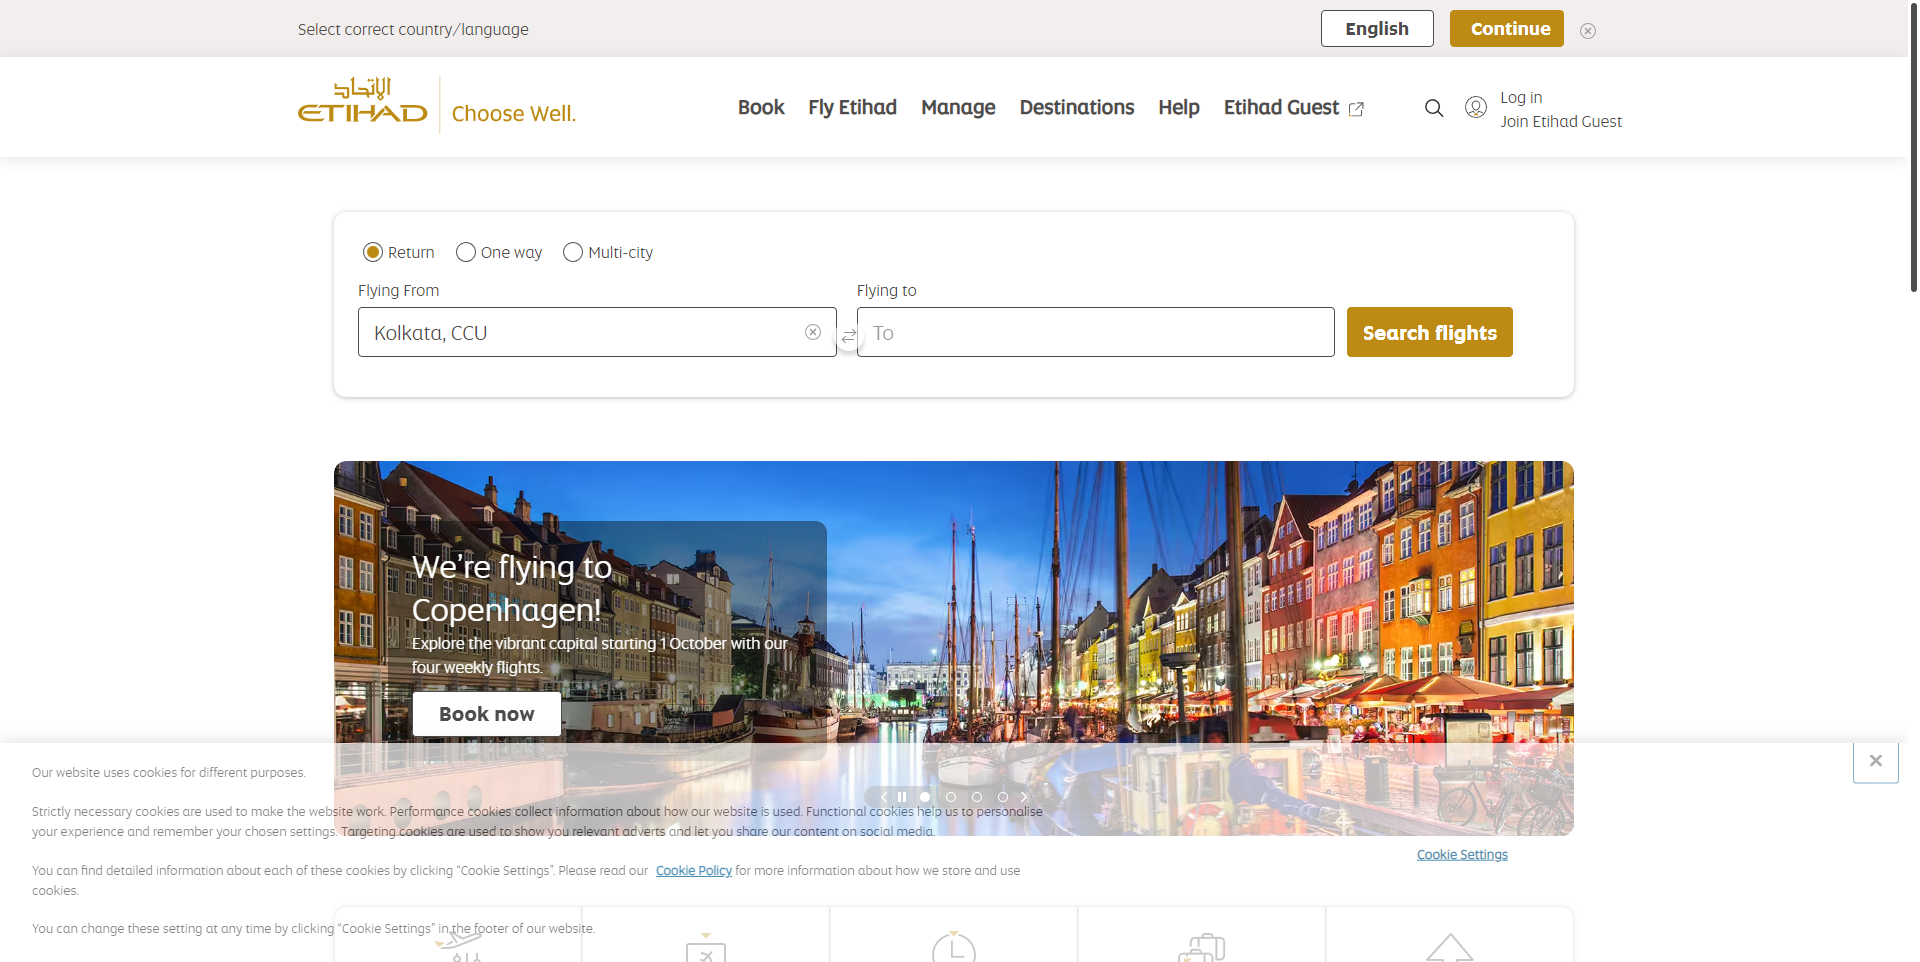 Select correct country/language
English
Continue
الإتحاد
ETIHAD
Choose Well.
Book
Fly Etihad
Manage
Destinations
Help
Etihad Guest
Log in
Join Etihad Guest
Return
One way
Multi-city
Flying From
Flying to
Kolkata, CCU
To
Search flights
We're flying to
Copenhagen!
Explore the vibrant capital starting 1 October with our
four weekly flights.
Book now
Our website uses cookies for different purposes.
Strictly necessary cookies are used to make the website work. Performance cookies collect information about how our website is used. Functional cookies help us to personalise
your experience and remember your chosen settings. Targeting cookies are used to show you relevant adverts and let you share our content on social media.
You can find detailed information about each of these cookies by clicking “Cookie Settings”. Please read our Cookie Policy for more information about how we store and use
cookies.
You can change these setting at any time by clicking “Cookie Settings” in the footer of our website.
Cookie Settings